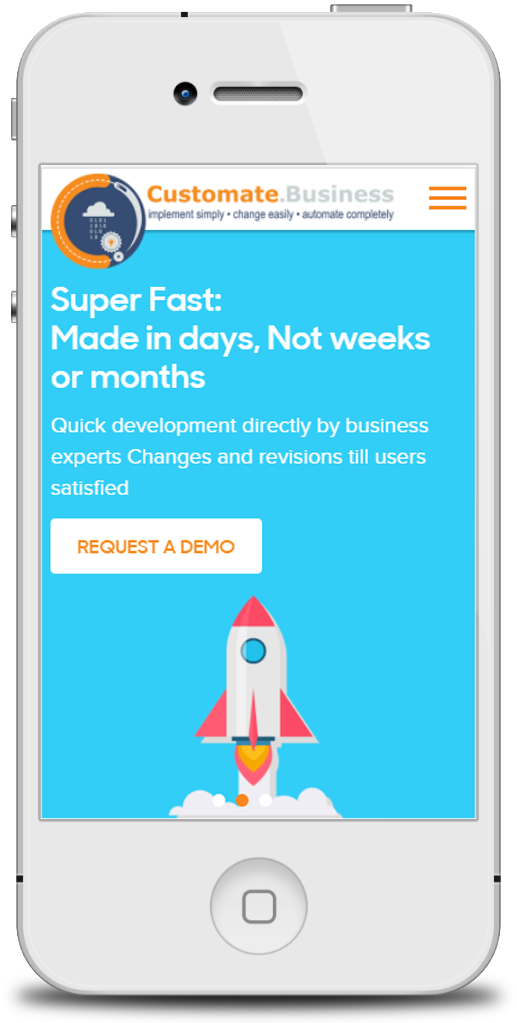 Customate.Business
implement simply • change easily • automate completely
Super Fast:
Made in days, Not weeks
or months
Quick development directly by business
experts Changes and revisions till users
satisfied
REQUEST A DEMO